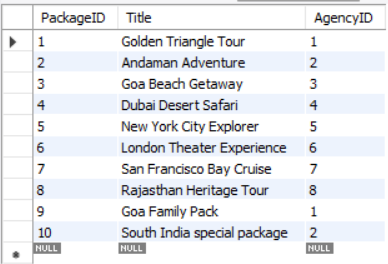 PackageID Title AgencyID
1 Golden Triangle Tour 1
2 Andaman Adventure 2
3 Goa Beach Getaway 3
4 Dubai Desert Safari 4
5 New York City Explorer 5
6 London Theater Experience 6
7 San Francisco Bay Cruise 7
8 Rajasthan Heritage Tour 8
9 Goa Family Pack 1
10 South India special package 2
NULL NULL NULL